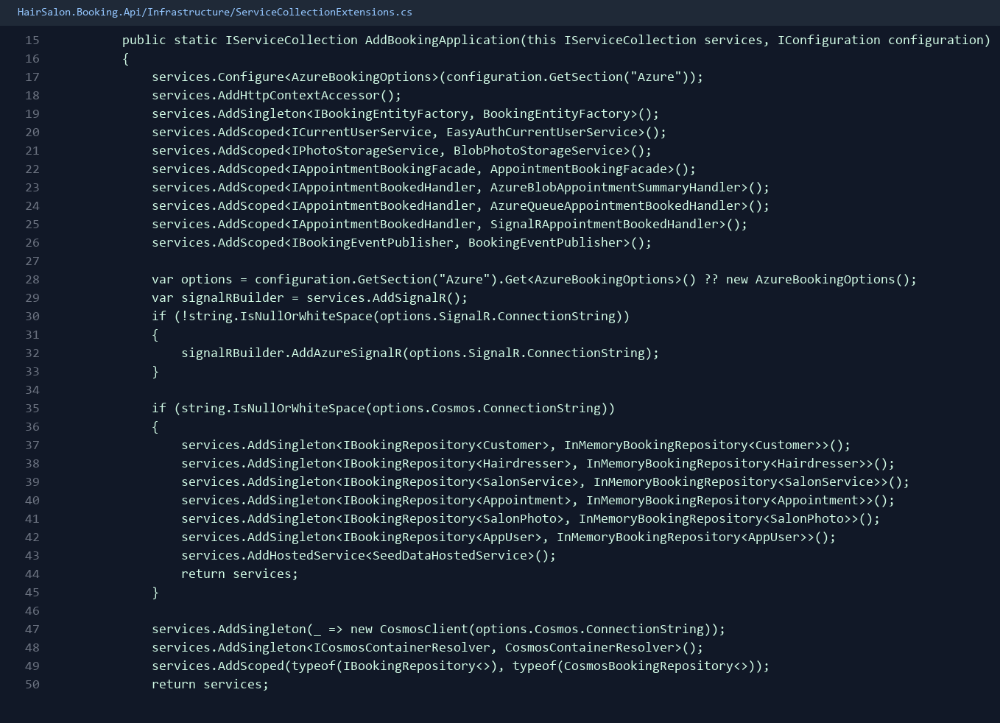 HairSalon.Booking.Api/Infrastructure/ServiceCollectionExtensions.cs
15 public static IServiceCollection AddBookingApplication(this IServiceCollection services, IConfiguration configuration)
16 {
17 services.Configure<AzureBookingOptions>(configuration.GetSection("Azure"));
18 services.AddHttpContextAccessor();
19 services.AddSingleton<IBookingEntityFactory, BookingEntityFactory>();
20 services.AddScoped<ICurrentUserService, EasyAuthCurrentUserService>();
21 services.AddScoped<IPhotoStorageService, BlobPhotoStorageService>();
22 services.AddScoped<IAppointmentBookingFacade, AppointmentBookingFacade>();
23 services.AddScoped<IAppointmentBookedHandler, AzureBlobAppointmentSummaryHandler>();
24 services.AddScoped<IAppointmentBookedHandler, AzureQueueAppointmentBookedHandler>();
25 services.AddScoped<IAppointmentBookedHandler, SignalRAppointmentBookedHandler>();
26 services.AddScoped<IBookingEventPublisher, BookingEventPublisher>();
27
28 var options = configuration.GetSection("Azure").Get<AzureBookingOptions>() ?? new AzureBookingOptions();
29 var signalRBuilder = services.AddSignalR();
30 if (!string.IsNullOrWhiteSpace(options.SignalR.ConnectionString))
31 {
32 signalRBuilder.AddAzureSignalR(options.SignalR.ConnectionString);
33 }
34
35 if (string.IsNullOrWhiteSpace(options.Cosmos.ConnectionString))
36 {
37 services.AddSingleton<IBookingRepository<Customer>, InMemoryBookingRepository<Customer>>();
38 services.AddSingleton<IBookingRepository<Hairdresser>, InMemoryBookingRepository<Hairdresser>>();
39 services.AddSingleton<IBookingRepository<SalonService>, InMemoryBookingRepository<SalonService>>();
40 services.AddSingleton<IBookingRepository<Appointment>, InMemoryBookingRepository<Appointment>>();
41 services.AddSingleton<IBookingRepository<SalonPhoto>, InMemoryBookingRepository<SalonPhoto>>();
42 services.AddSingleton<IBookingRepository<AppUser>, InMemoryBookingRepository<AppUser>>();
43 services.AddHostedService<SeedDataHostedService>();
44 return services;
45 }
46
47 services.AddSingleton(_ => new CosmosClient(options.Cosmos.ConnectionString));
48 services.AddSingleton<ICosmosContainerResolver, CosmosContainerResolver>();
49 services.AddScoped(typeof(IBookingRepository<>), typeof(CosmosBookingRepository<>));
50 return services;